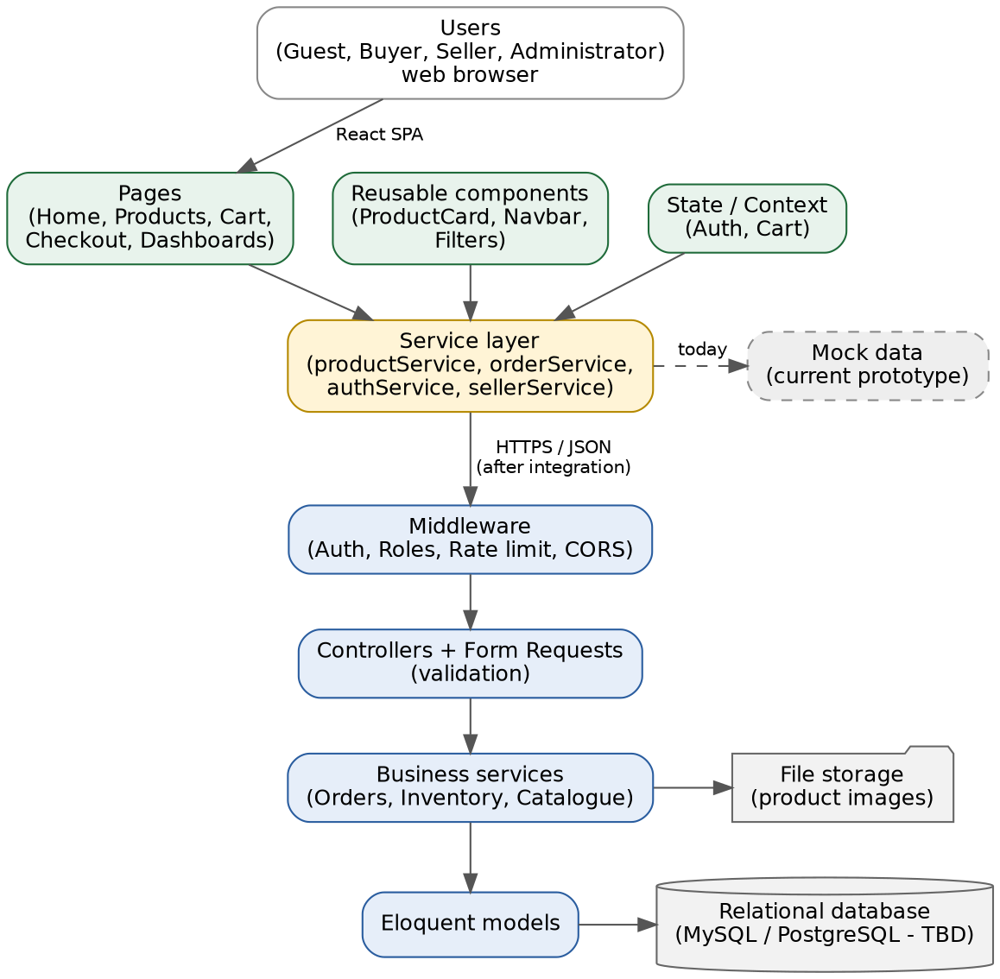 Users
(Guest, Buyer, Seller, Administrator)
web browser
React SPA
Pages
(Home, Products, Cart,
Checkout, Dashboards)
Reusable components
(ProductCard, Navbar,
Filters)
State / Context
(Auth, Cart)
Service layer
(productService, orderService,
authService, sellerService)
today
Mock data
(current prototype)
HTTPS / JSON
(after integration)
Middleware
(Auth, Roles, Rate limit, CORS)
Controllers + Form Requests
(validation)
Business services
(Orders, Inventory, Catalogue)
File storage
(product images)
Eloquent models
Relational database
(MySQL / PostgreSQL - TBD)